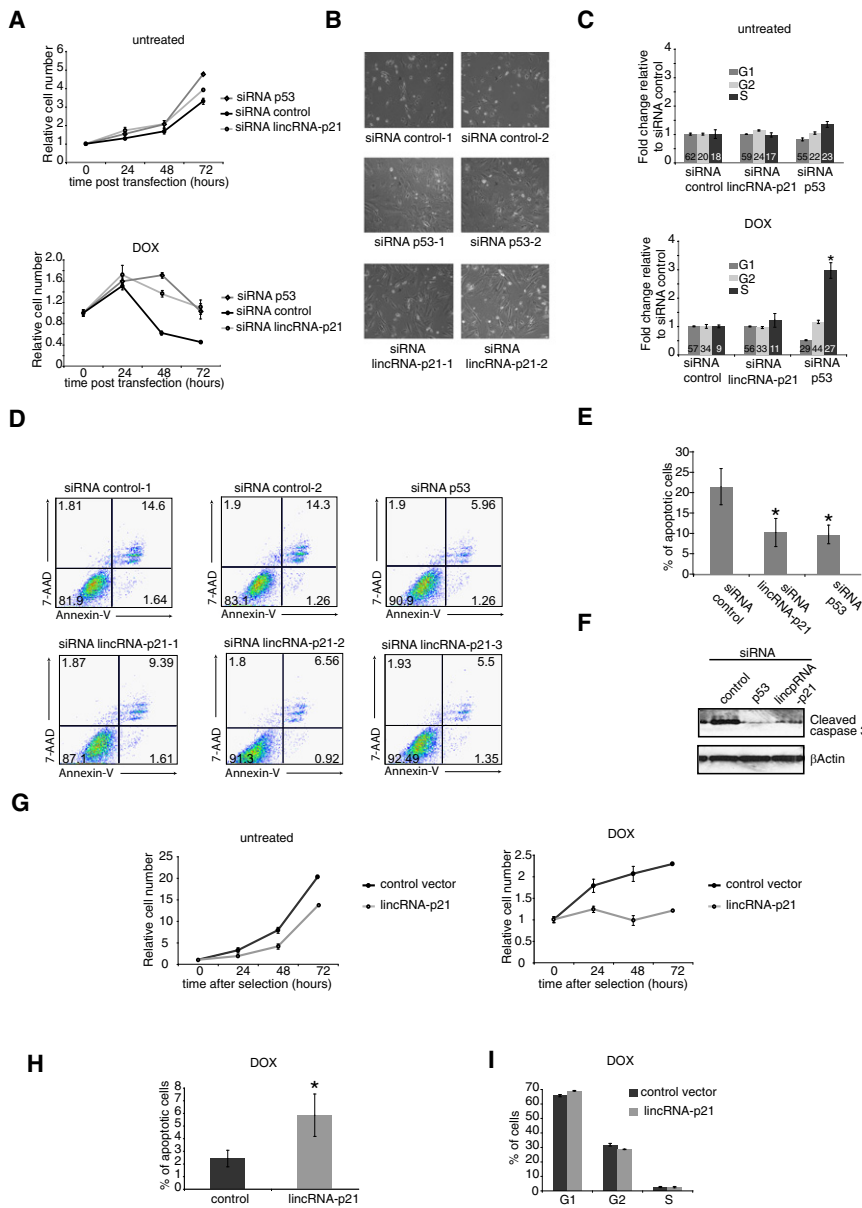 A
untreated
Relative cell number
6
5
4
3
2
1
0
0 24 48 72
time post transfection (hours)
siRNA p53
siRNA control
siRNA lincRNA-p21
DOX
Relative cell number
2.0
1.6
1.2
0.8
0.4
0
0 24 48 72
time post transfection (hours)
siRNA p53
siRNA control
siRNA lincRNA-p21
B
siRNA control-1
siRNA control-2
siRNA p53-1
siRNA p53-2
siRNA
lincRNA-p21-1
siRNA
lincRNA-p21-2
C
untreated
Fold change relative
to siRNA control
4
3
2
1
0
G1
G2
S
62 20 18
59 24 17
55 22 23
siRNA
control
siRNA
lincRNA-p21
siRNA
p53
DOX
Fold change relative
to siRNA control
4
3
2
1
0
G1
G2
S
*
57 34 9
56 33 11
29 44 27
siRNA
control
siRNA
lincRNA-p21
siRNA
p53
D
siRNA control-1
1.81 14.6
81.9 1.64
7-AAD
Annexin-V
siRNA control-2
1.9 14.3
83.1 1.26
7-AAD
Annexin-V
siRNA p53
1.9 5.96
90.9 1.26
7-AAD
Annexin-V
siRNA lincRNA-p21-1
1.87 9.39
87.1 1.61
7-AAD
Annexin-V
siRNA lincRNA-p21-2
1.8 6.56
91.3 0.92
7-AAD
Annexin-V
siRNA lincRNA-p21-3
1.93 5.5
92.49 1.35
7-AAD
Annexin-V
E
% of apoptotic cells
30
25
20
15
10
5
0
* *
siRNA
control
siRNA
lincRNA-p21
siRNA
p53
F
siRNA
control
p53
lincpRNA
-p21
Cleaved
caspase 3
βActin
G
untreated
Relative cell number
25
20
15
10
5
0
0 24 48 72
time after selection (hours)
control vector
lincRNA-p21
DOX
Relative cell number
2.5
2
1.5
1
0.5
0
0 24 48 72
time after selection (hours)
control vector
lincRNA-p21
H
DOX
% of apoptotic cells
8
7
6
5
4
3
2
1
0
*
control lincRNA-p21
I
DOX
% of cells
70
60
50
40
30
20
10
0
control vector
lincRNA-p21
G1 G2 S